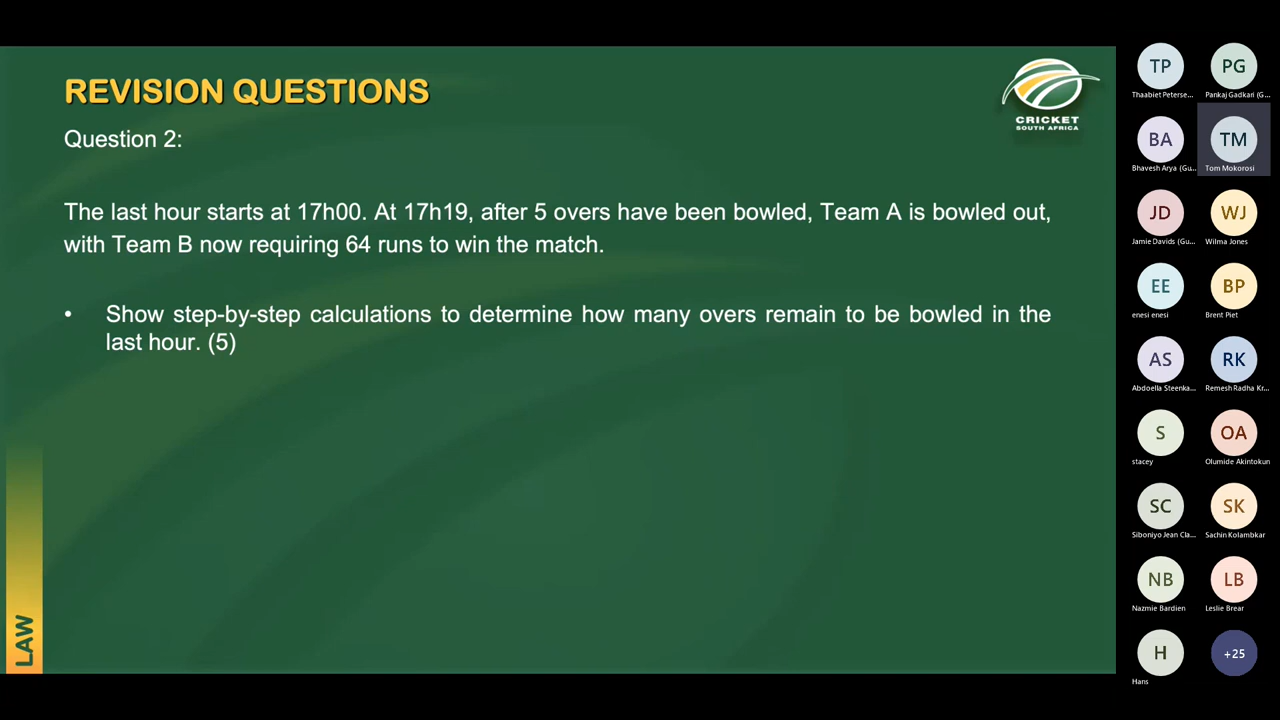 REVISION QUESTIONS
CRICKET
SOUTH AFRICA
Question 2:
The last hour starts at 17h00. At 17h19, after 5 overs have been bowled, Team A is bowled out,
with Team B now requiring 64 runs to win the match.
• Show step-by-step calculations to determine how many overs remain to be bowled in the
last hour. (5)
LAW
TP
Thaabiet Peterse...
PG
Pankaj Gadkari (G...
BA
Bhavesh Arya (Gu...
TM
Tom Mokorosi
JD
Jamie Davids (Gu...
WJ
Wilma Jones
EE
enesi enesi
BP
Brent Piet
AS
Abdoella Steenka...
RK
Remesh Radha Kr...
S
stacey
OA
Olumide Akintokun
SC
Siboniyo Jean Cla...
SK
Sachin Kolambkar
NB
Nazmie Bardien
LB
Leslie Brear
H
Hans
+25